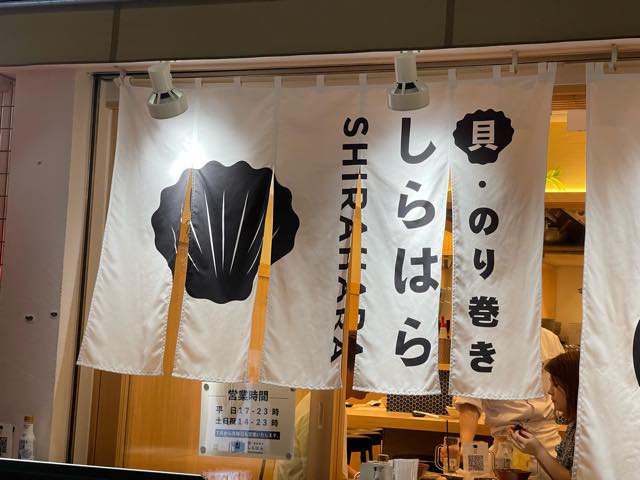 貝・のり巻き
しらはら
SHIRAHARA
営業時間
平 日 17-23時
土日祝 14-23時